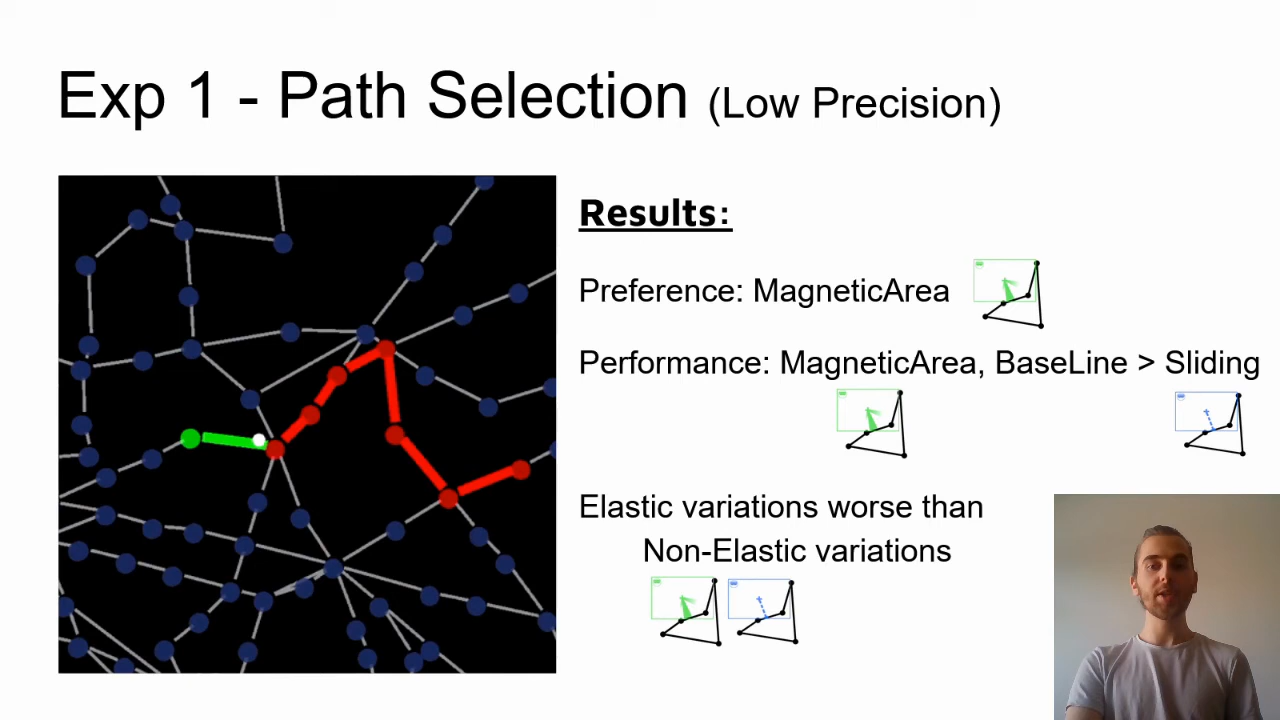 Exp 1 - Path Selection (Low Precision)
Results:
Preference: MagneticArea
Performance: MagneticArea, BaseLine > Sliding
Elastic variations worse than
Non-Elastic variations